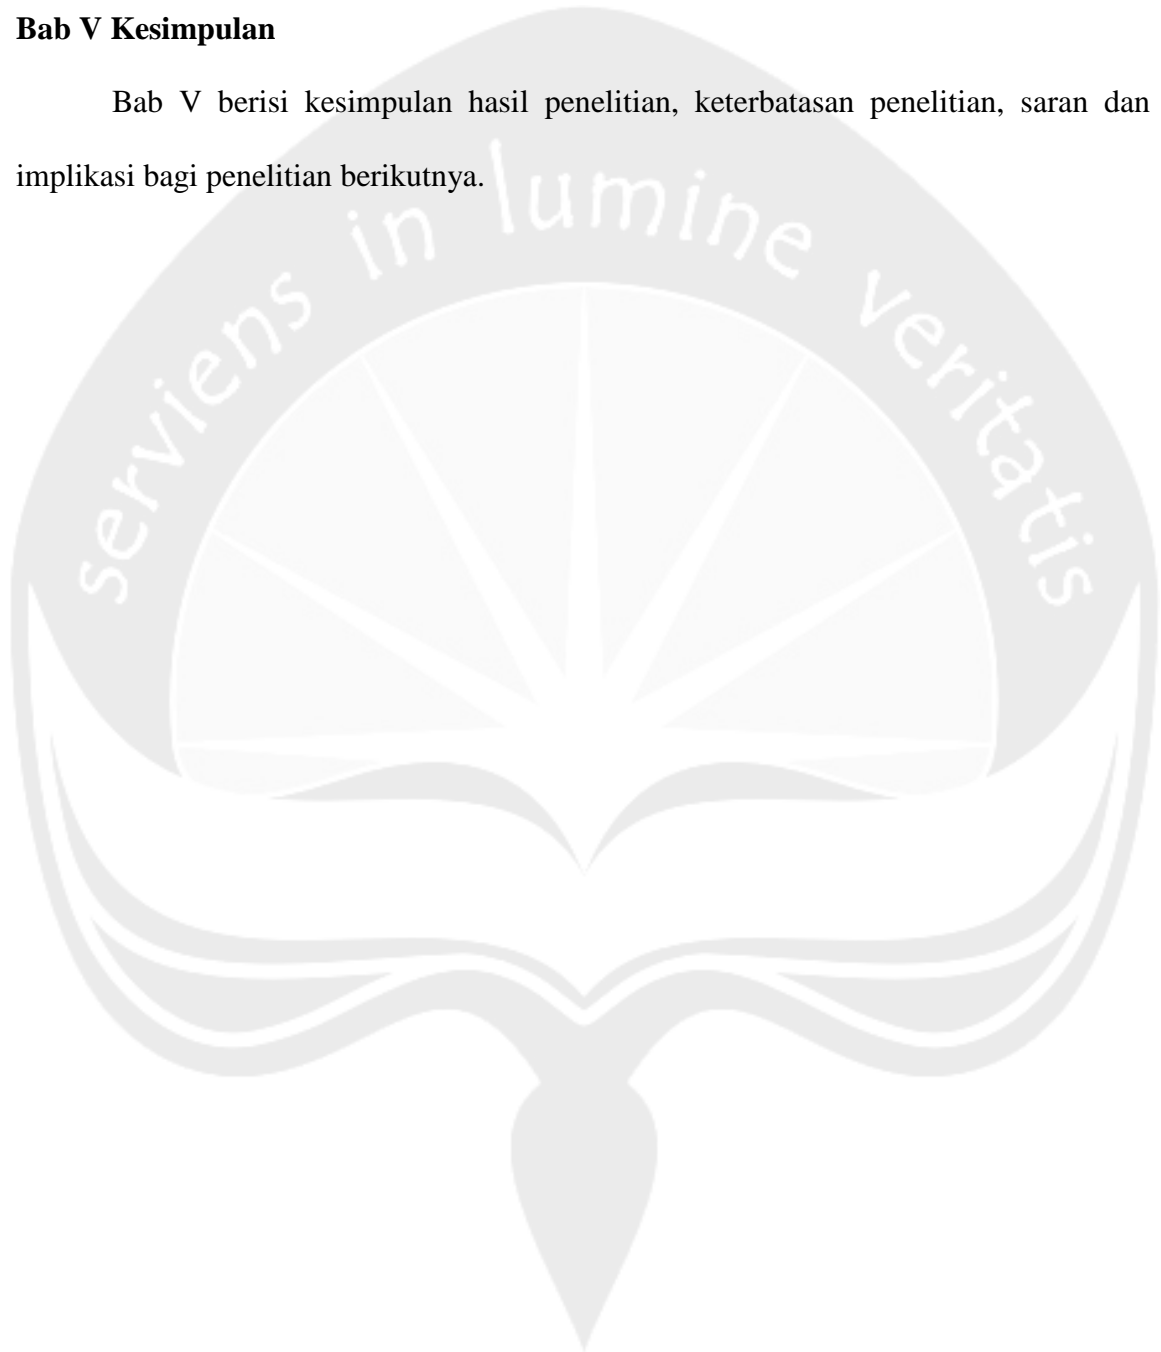 Bab V Kesimpulan
Bab V berisi kesimpulan hasil penelitian, keterbatasan penelitian, saran dan
implikasi bagi penelitian berikutnya.
serviens in lumine veritatis